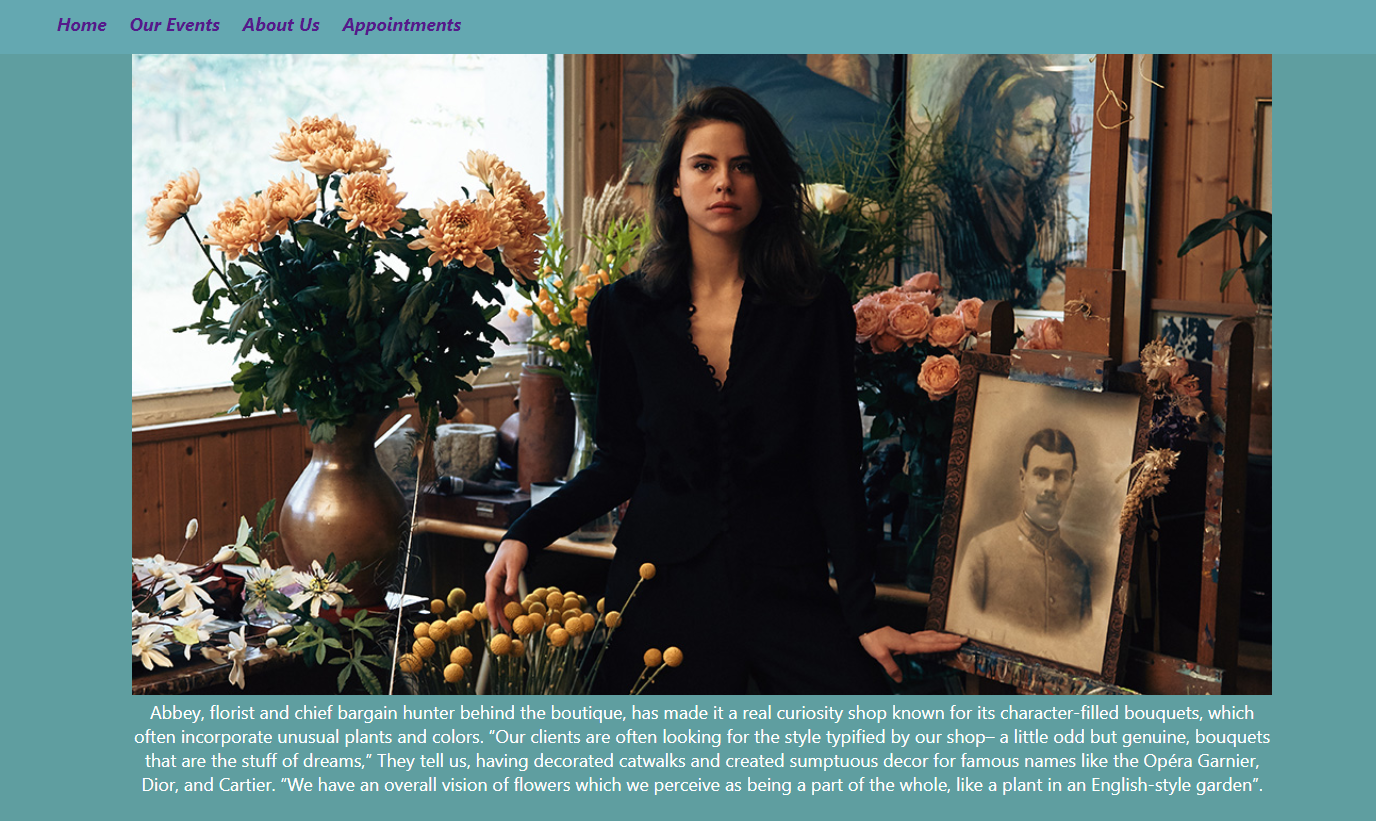 Home Our Events About Us Appointments
Abbey, florist and chief bargain hunter behind the boutique, has made it a real curiosity shop known for its character-filled bouquets, which
often incorporate unusual plants and colors. "Our clients are often looking for the style typified by our shop– a little odd but genuine, bouquets
that are the stuff of dreams," They tell us, having decorated catwalks and created sumptuous decor for famous names like the Opéra Garnier,
Dior, and Cartier. "We have an overall vision of flowers which we perceive as being a part of the whole, like a plant in an English-style garden".